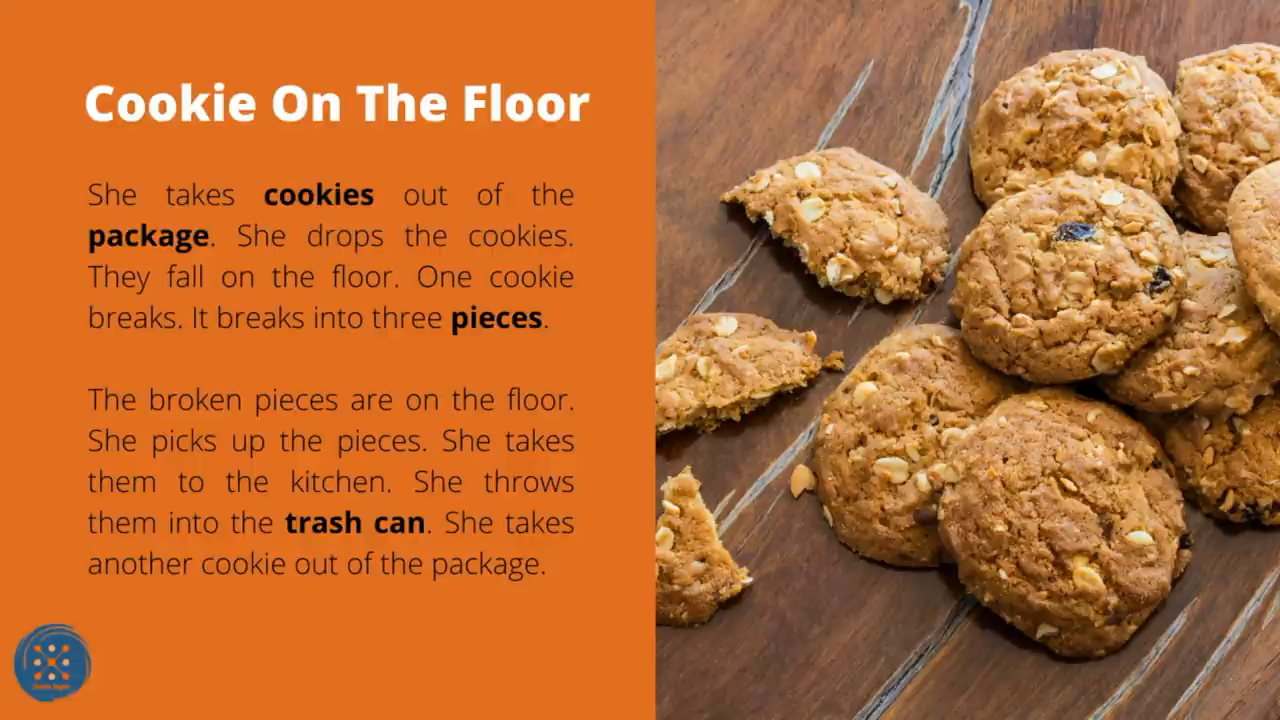 Cookie On The Floor
She takes cookies out of the
package. She drops the cookies.
They fall on the floor. One cookie
breaks. It breaks into three pieces.
The broken pieces are on the floor.
She picks up the pieces. She takes
them to the kitchen. She throws
them into the trash can. She takes
another cookie out of the package.